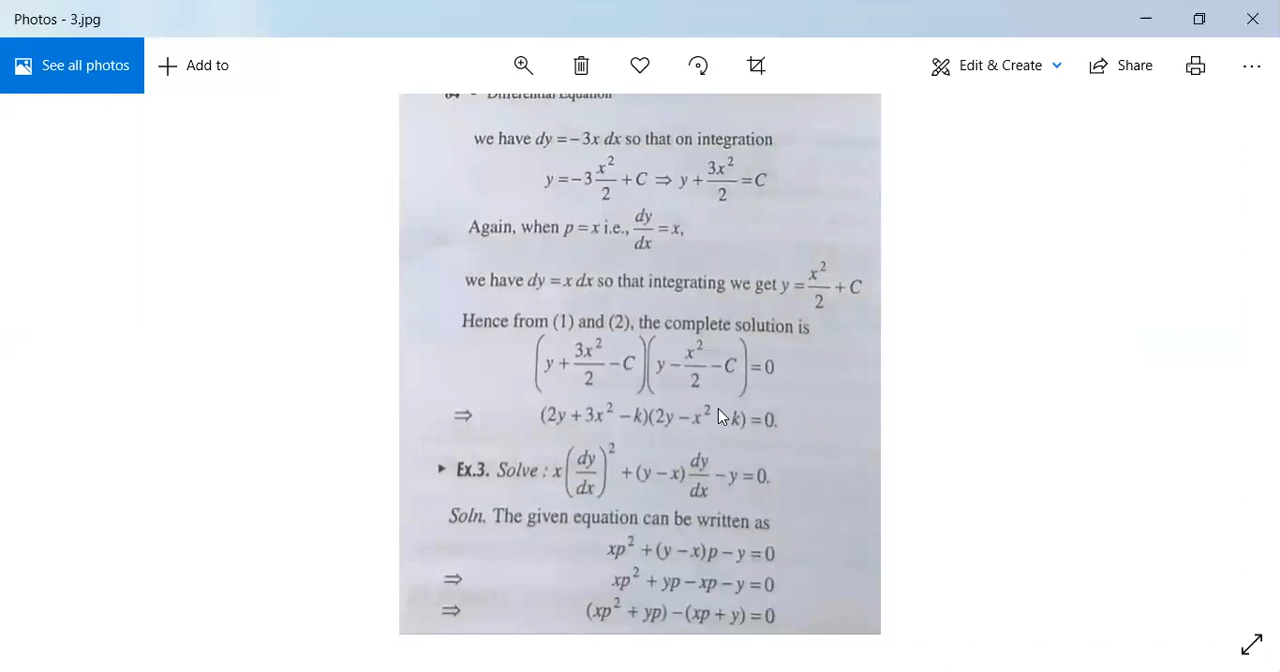 Photos - 3.jpg
See all photos
Add to
Edit & Create
Share
Differential Equation
we have dy = – 3x dx so that on integration
y = –3 x²/2 + C ⇒ y + 3x²/2 = C
Again, when p = x i.e., dy/dx = x,
we have dy = x dx so that integrating we get y = x²/2 + C
Hence from (1) and (2), the complete solution is
(y + 3x²/2 – C)(y – x²/2 – C) = 0
⇒ (2y + 3x² – k)(2y – x² k) = 0.
▶ Ex.3. Solve : x (dy/dx)² + (y – x) dy/dx – y = 0.
Soln. The given equation can be written as
xp² + (y – x)p – y = 0
⇒ xp² + yp – xp – y = 0
⇒ (xp² + yp) – (xp + y) = 0